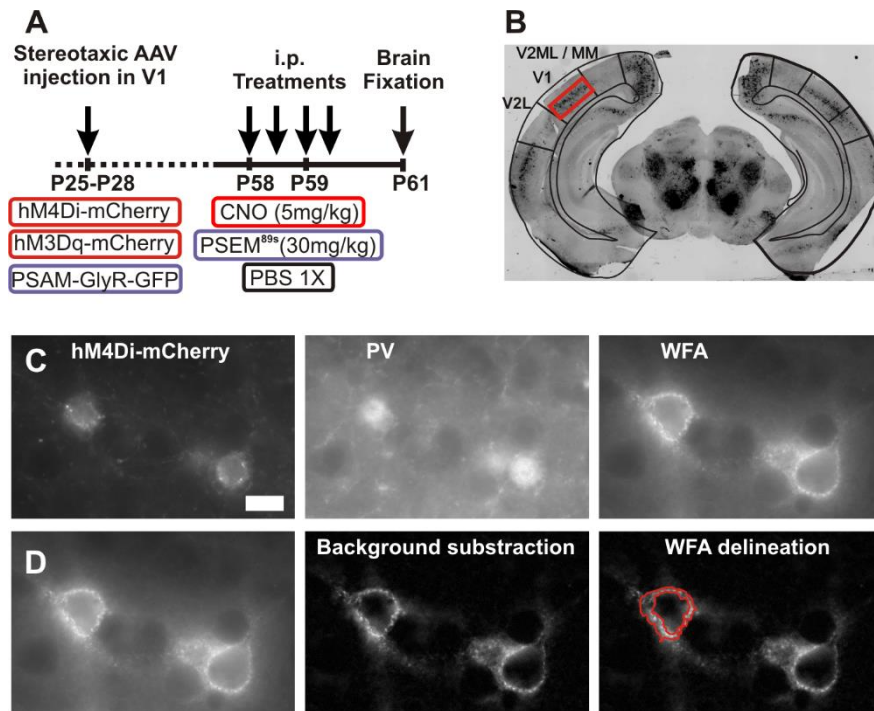 A
Stereotaxic AAV
injection in V1
i.p.
Treatments
Brain
Fixation
P25-P28
P58
P59
P61
hM4Di-mCherry
hM3Dq-mCherry
PSAM-GlyR-GFP
CNO (5mg/kg)
PSEM89s (30mg/kg)
PBS 1X
B
V2ML / MM
V1
V2L
C
hM4Di-mCherry
PV
WFA
D
Background substraction
WFA delineation